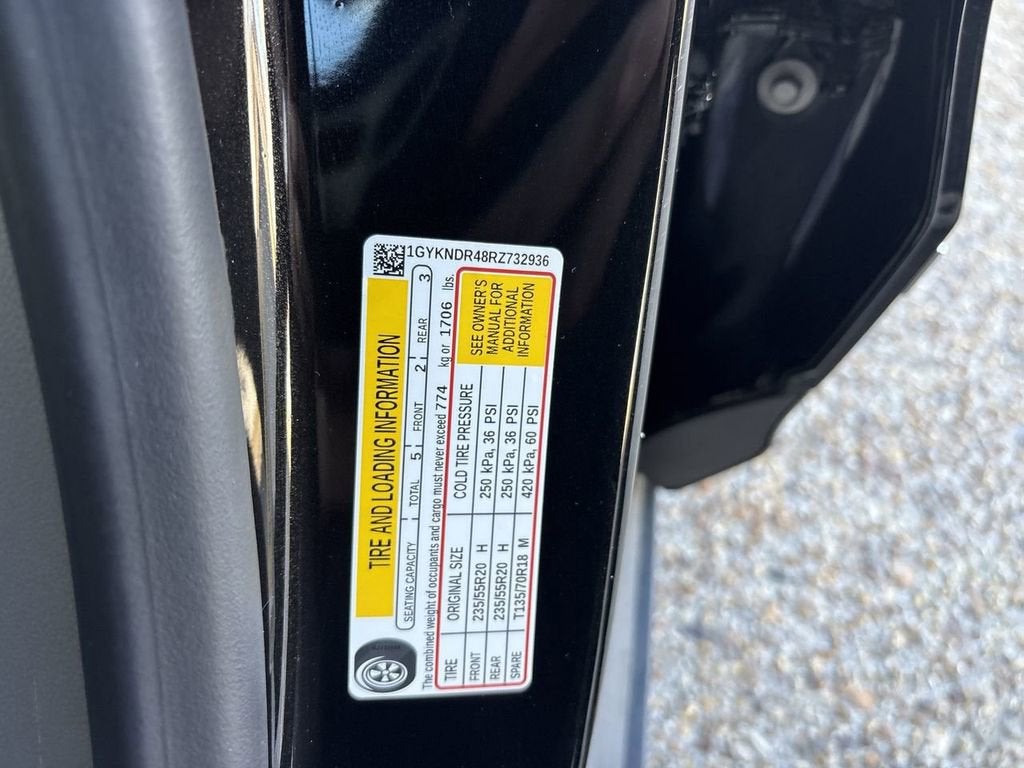 1GYKNDR48RZ732936
TIRE AND LOADING INFORMATION
SEATING CAPACITY TOTAL 5 FRONT 2 REAR 3
The combined weight of occupants and cargo must never exceed 774 kg or 1706 lbs.
TIRE ORIGINAL SIZE COLD TIRE PRESSURE
FRONT 235/55R20 H 250 kPa, 36 PSI
REAR 235/55R20 H 250 kPa, 36 PSI
SPARE T135/70R18 M 420 kPa, 60 PSI
SEE OWNER'S
MANUAL FOR
ADDITIONAL
INFORMATION